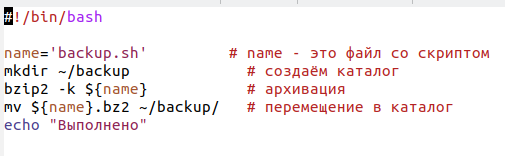 #!/bin/bash
name='backup.sh' # name - это файл со скриптом
mkdir ~/backup # создаём каталог
bzip2 -k ${name} # архивация
mv ${name}.bz2 ~/backup/ # перемещение в каталог
echo "Выполнено"